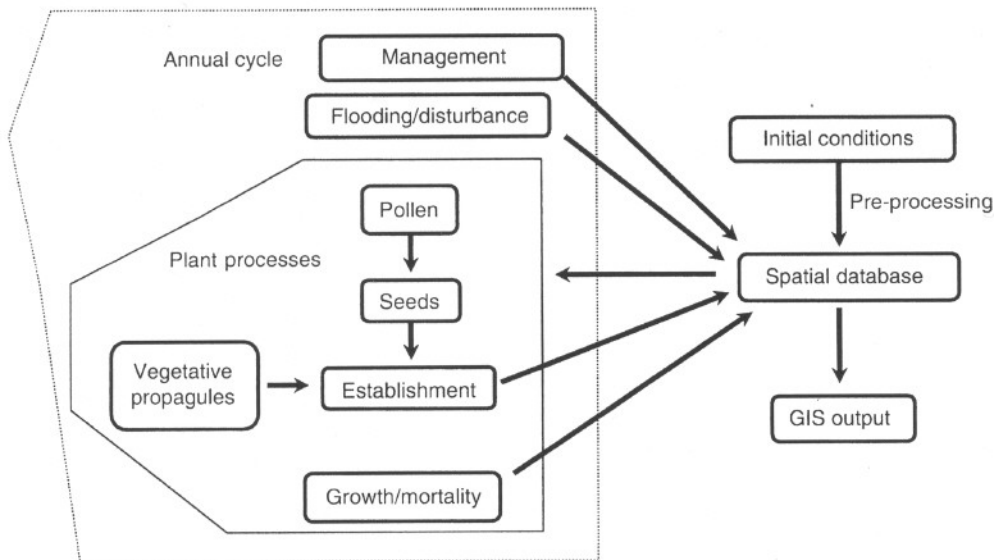 Annual cycle
Management
Flooding/disturbance
Initial conditions
Pollen
Pre-processing
Plant processes
Spatial database
Seeds
Vegetative
propagules
Establishment
GIS output
Growth/mortality